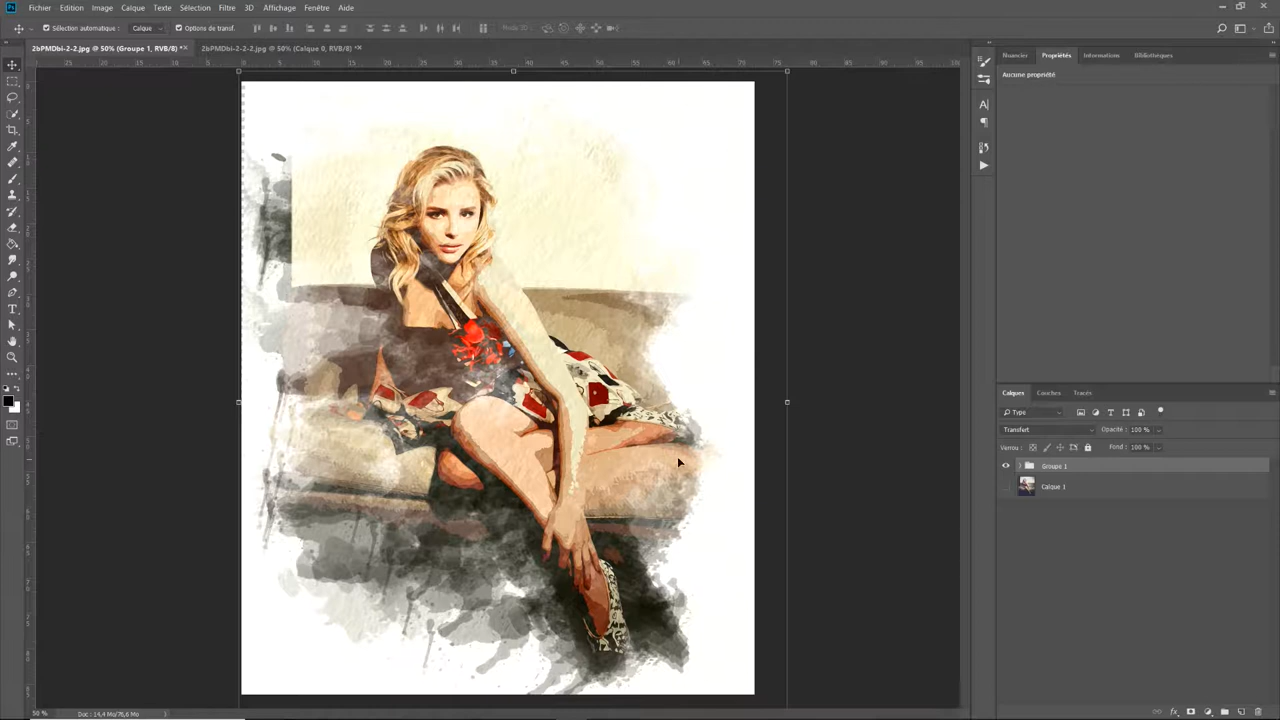 Fichier Edition Image Calque Texte Sélection Filtre 3D Affichage Fenêtre Aide
Sélection automatique : Calque Options de transf. Mode 3D :
2bPMDbi-2-2.jpg @ 50% (Groupe 1, RVB/8) * × 2bPMDbi-2-2-2.jpg @ 50% (Calque 0, RVB/8) * ×
Nuancier Propriétés Informations Bibliothèques
Aucune propriété
Calques Couches Tracés
Type
Transfert Opacité : 100 %
Verrou : Fond : 100 %
Groupe 1
Calque 1
50 % Doc : 14,4 Mo/76,6 Mo